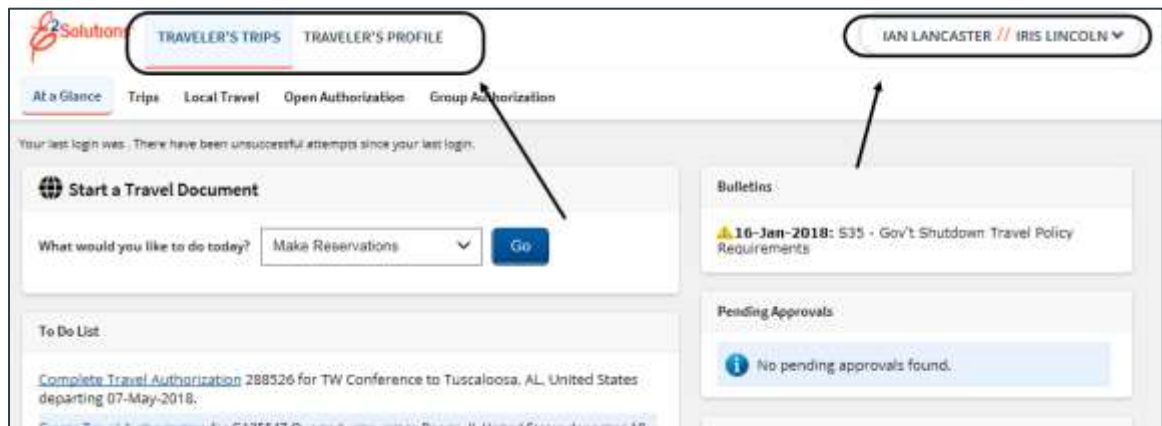 E2Solutions
TRAVELER'S TRIPS TRAVELER'S PROFILE
IAN LANCASTER // IRIS LINCOLN
At a Glance Trips Local Travel Open Authorization Group Authorization
Your last login was . There have been unsuccessful attempts since your last login.
Start a Travel Document
What would you like to do today? Make Reservations Go
Bulletins
16-Jan-2018: S35 - Gov't Shutdown Travel Policy
Requirements
To Do List
Complete Travel Authorization 288526 for TW Conference to Tuscaloosa, AL, United States
departing 07-May-2018.
Pending Approvals
No pending approvals found.